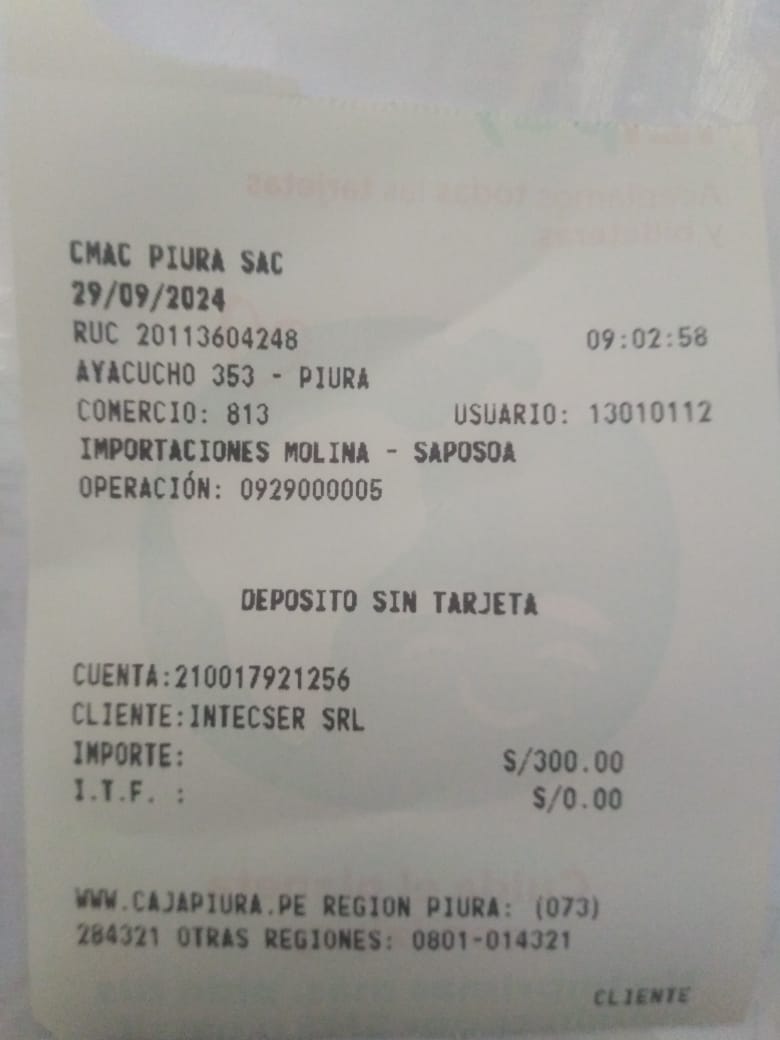 CMAC PIURA SAC
29/09/2024
RUC 20113604248 09:02:58
AYACUCHO 353 - PIURA
COMERCIO: 813 USUARIO: 13010112
IMPORTACIONES MOLINA - SAPOSOA
OPERACIÓN: 0929000005
DEPOSITO SIN TARJETA
CUENTA:210017921256
CLIENTE:INTECSER SRL
IMPORTE: S/300.00
I.T.F. : S/0.00
WWW.CAJAPIURA.PE REGION PIURA: (073)
284321 OTRAS REGIONES: 0801-014321
CLIENTE